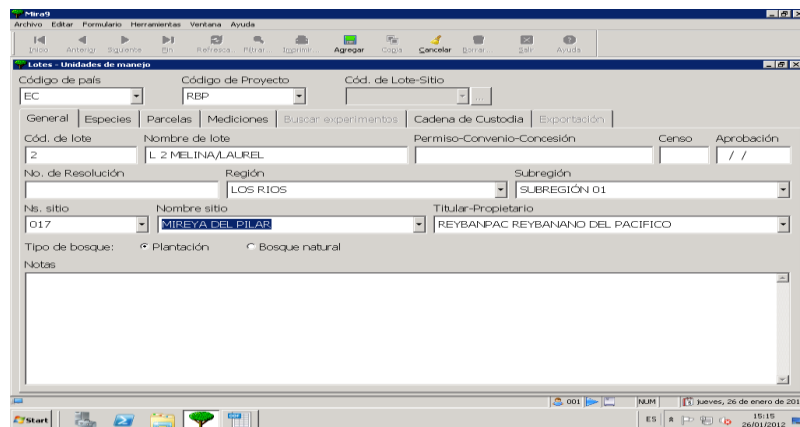 Mira9
Archivo Editar Formulario Herramientas Ventana Ayuda
Inicio Anterior Siguiente Fin Refresca.. Filtrar.. Imprimir.. Agregar Copia Cancelar Borrar... Salir Ayuda
Lotes - Unidades de manejo
Código de país Código de Proyecto Cód. de Lote-Sitio
EC RBP ...
General Especies Parcelas Mediciones Buscar experimentos Cadena de Custodia Exportación
Cód. de lote Nombre de lote Permiso-Convenio-Concesión Censo Aprobación
2 L 2 MELINA/LAUREL / /
No. de Resolución Región Subregión
LOS RIOS SUBREGIÓN 01
Ns. sitio Nombre sitio Titular-Propietario
017 MIREYA DEL PILAR REYBANPAC REYBANANO DEL PACIFICO
Tipo de bosque: Plantación Bosque natural
Notas
001 NUM jueves, 26 de enero de 201
Start ES 15:15
26/01/2012